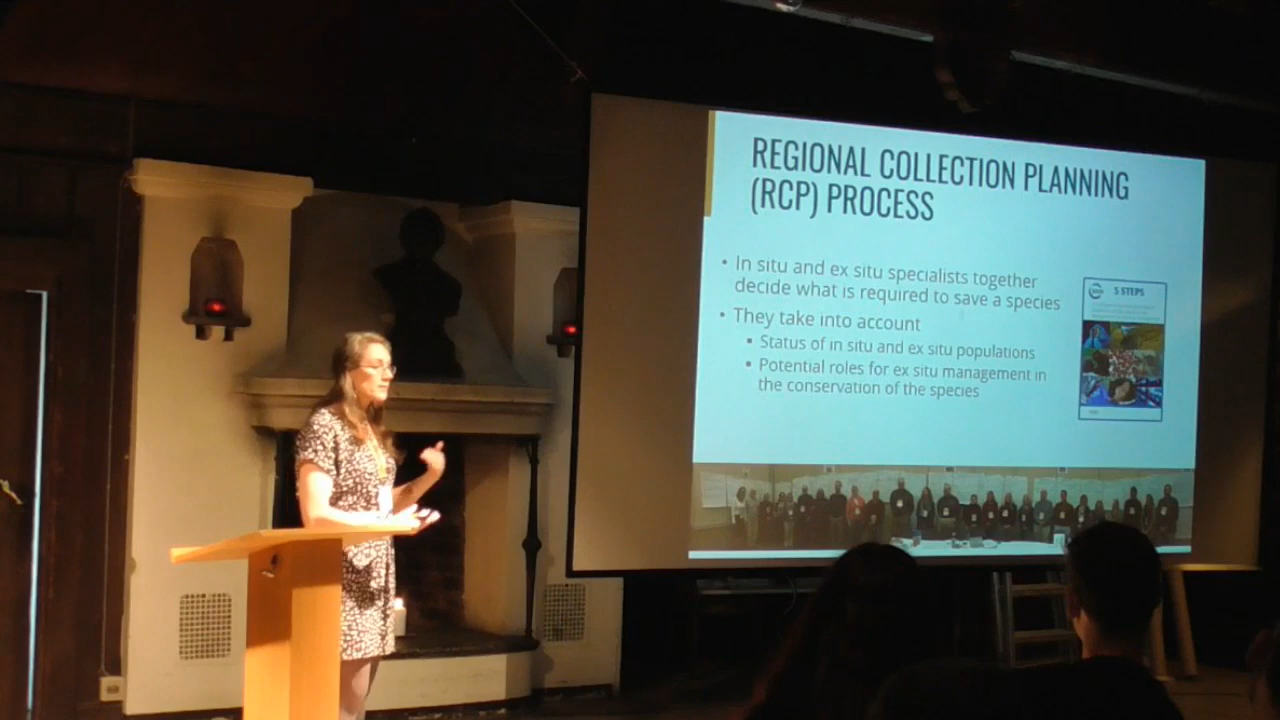 REGIONAL COLLECTION PLANNING
(RCP) PROCESS
• In situ and ex situ specialists together
decide what is required to save a species
• They take into account
▪ Status of in situ and ex situ populations
▪ Potential roles for ex situ management in
the conservation of the species
5 STEPS